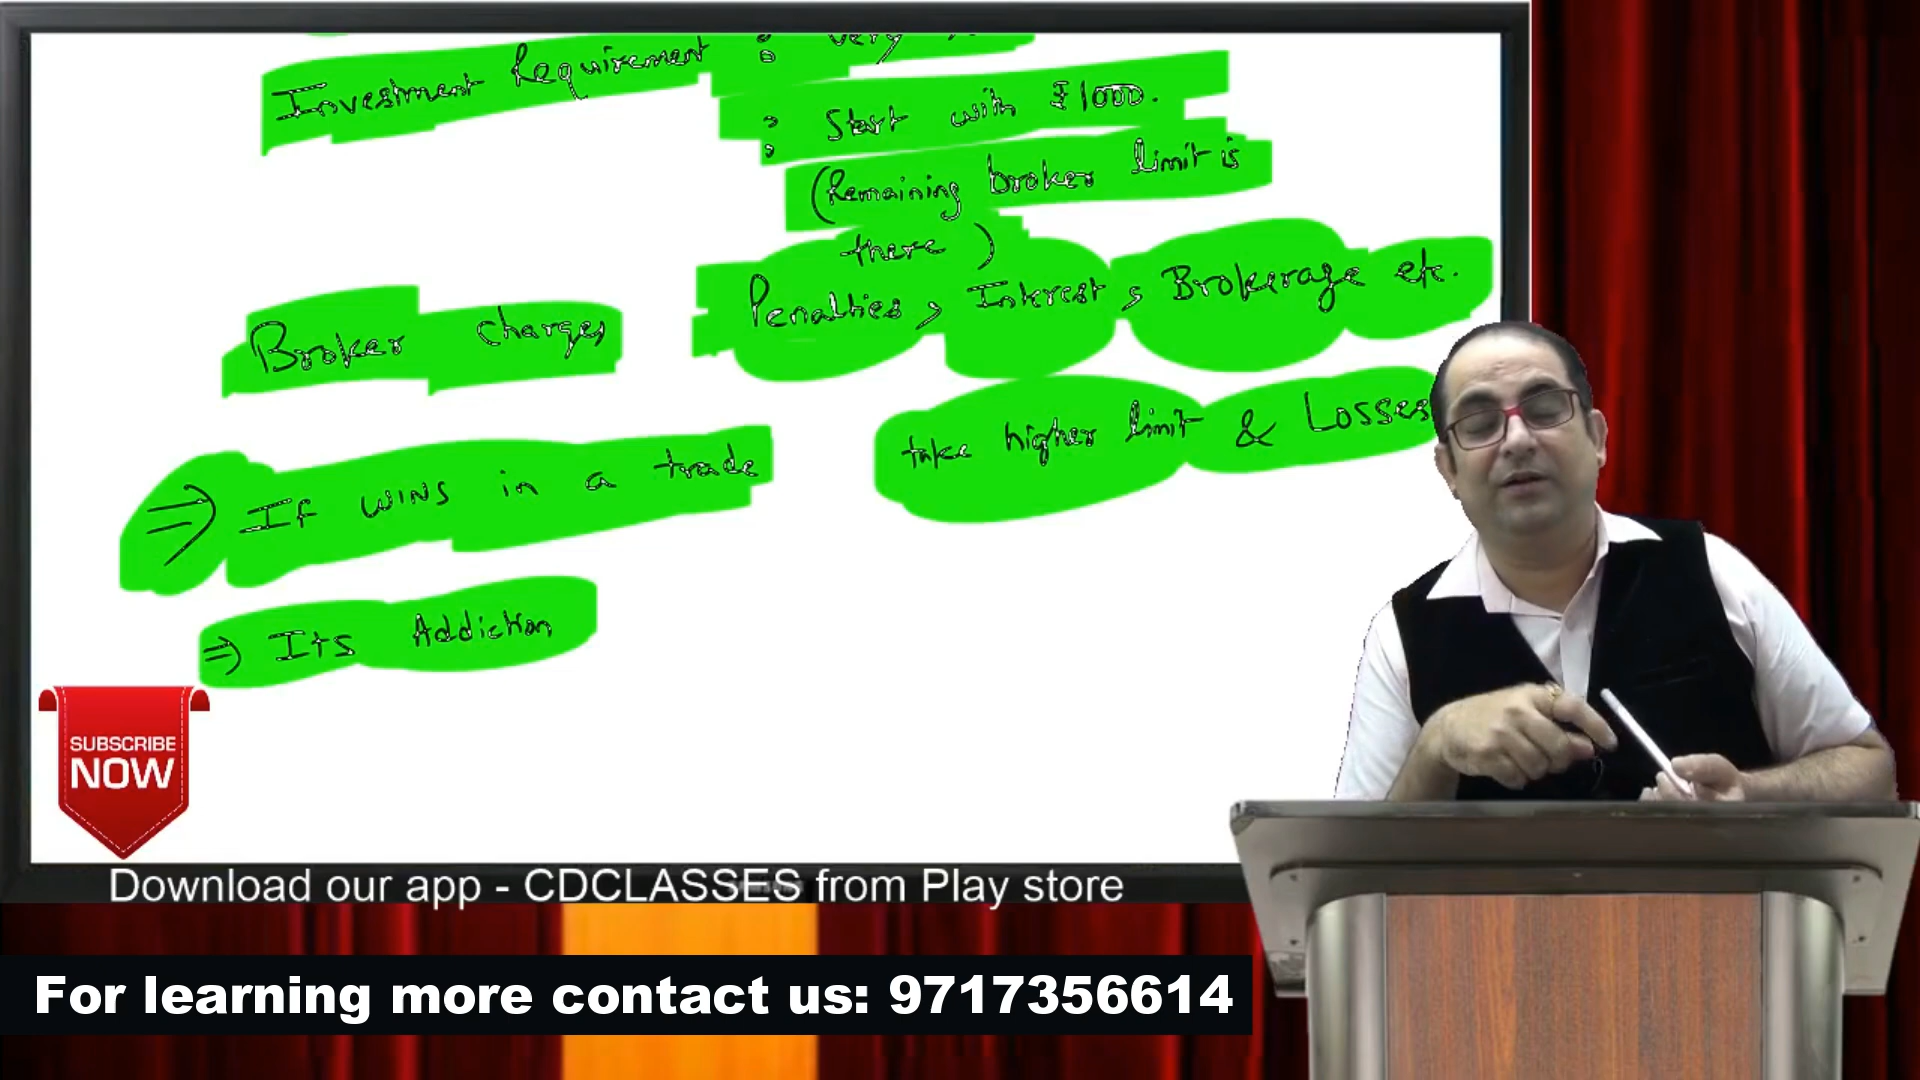 Investment Requirement : very
: Start with ₹1000.
(Remaining broker limit is
there)
Broker charges Penalties, Interest, Brokerage etc.
⇒ If WINS in a trade take higher limit & Losses
⇒ Its Addiction
SUBSCRIBE
NOW
Download our app - CDCLASSES from Play store
For learning more contact us: 9717356614